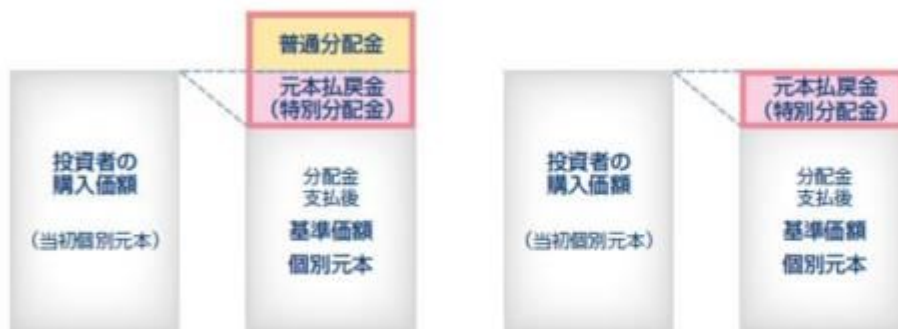 普通分配金
元本払戻金
(特別分配金)
投資者の
購入価額
(当初個別元本)
分配金
支払後
基準価額
個別元本
元本払戻金
(特別分配金)
投資者の
購入価額
(当初個別元本)
分配金
支払後
基準価額
個別元本